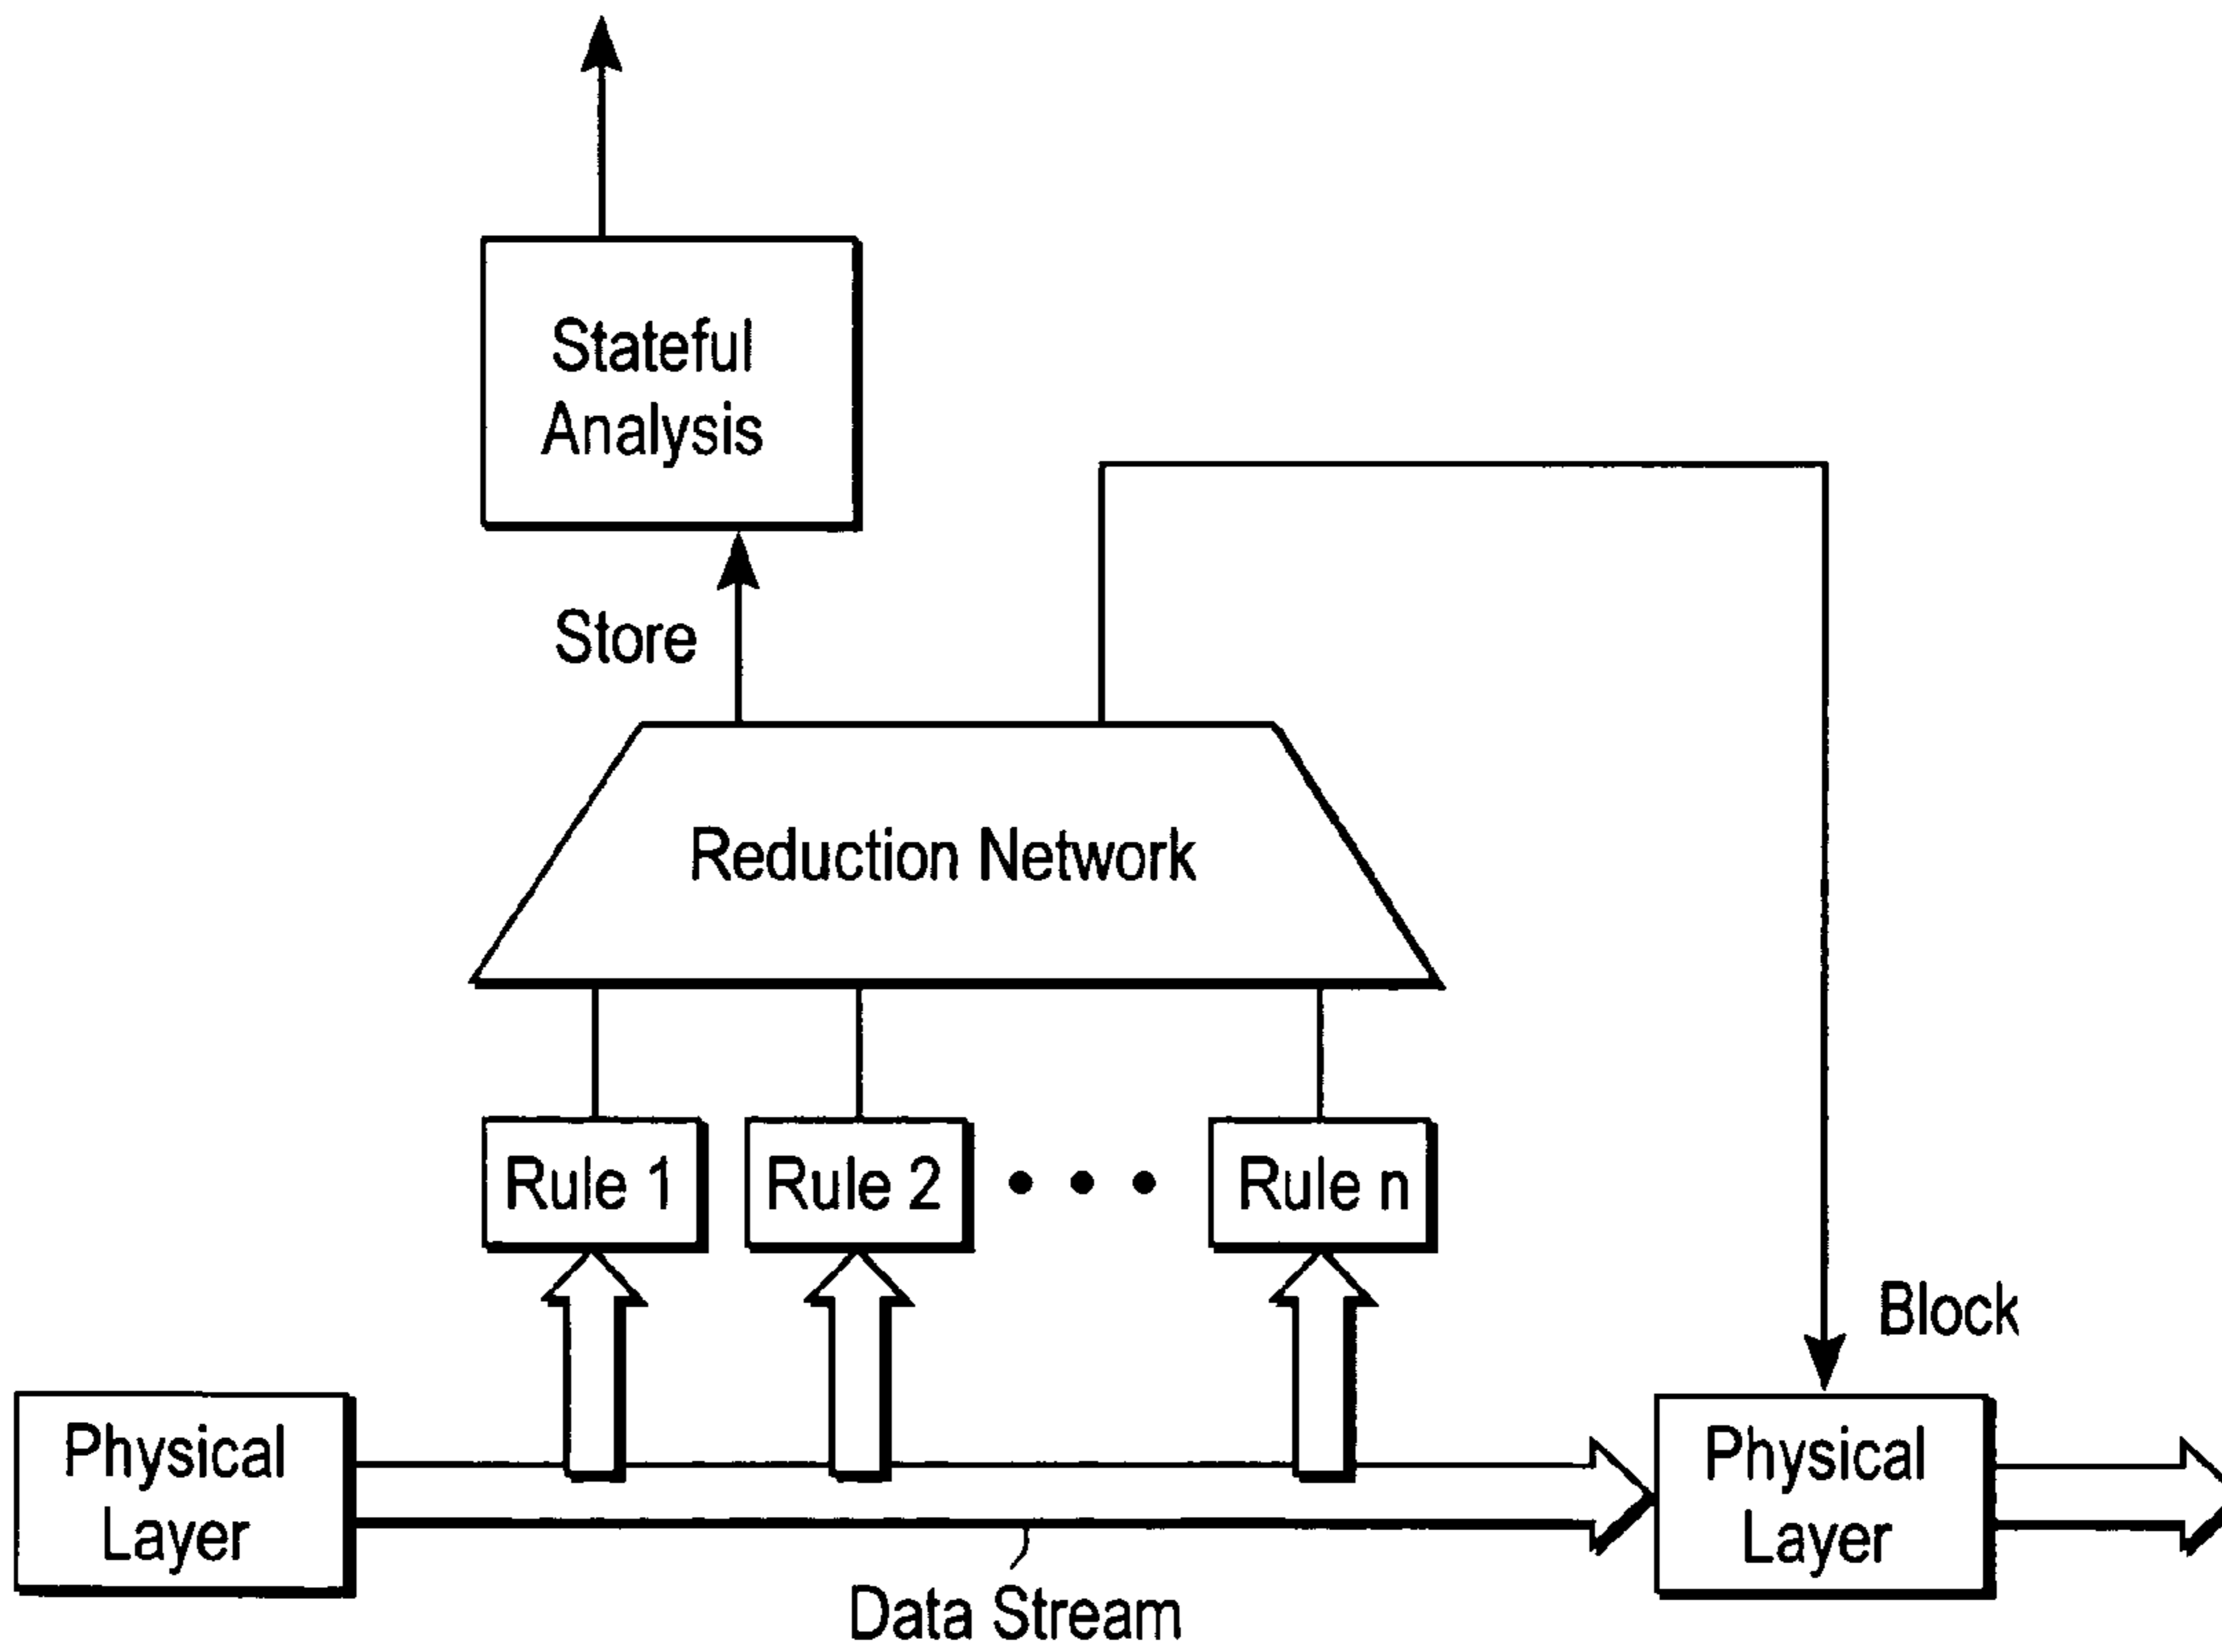 Stateful
Analysis
Store
Reduction Network
Rule 1
Rule 2
Rule n
Block
Physical
Layer
Physical
Layer
Data Stream